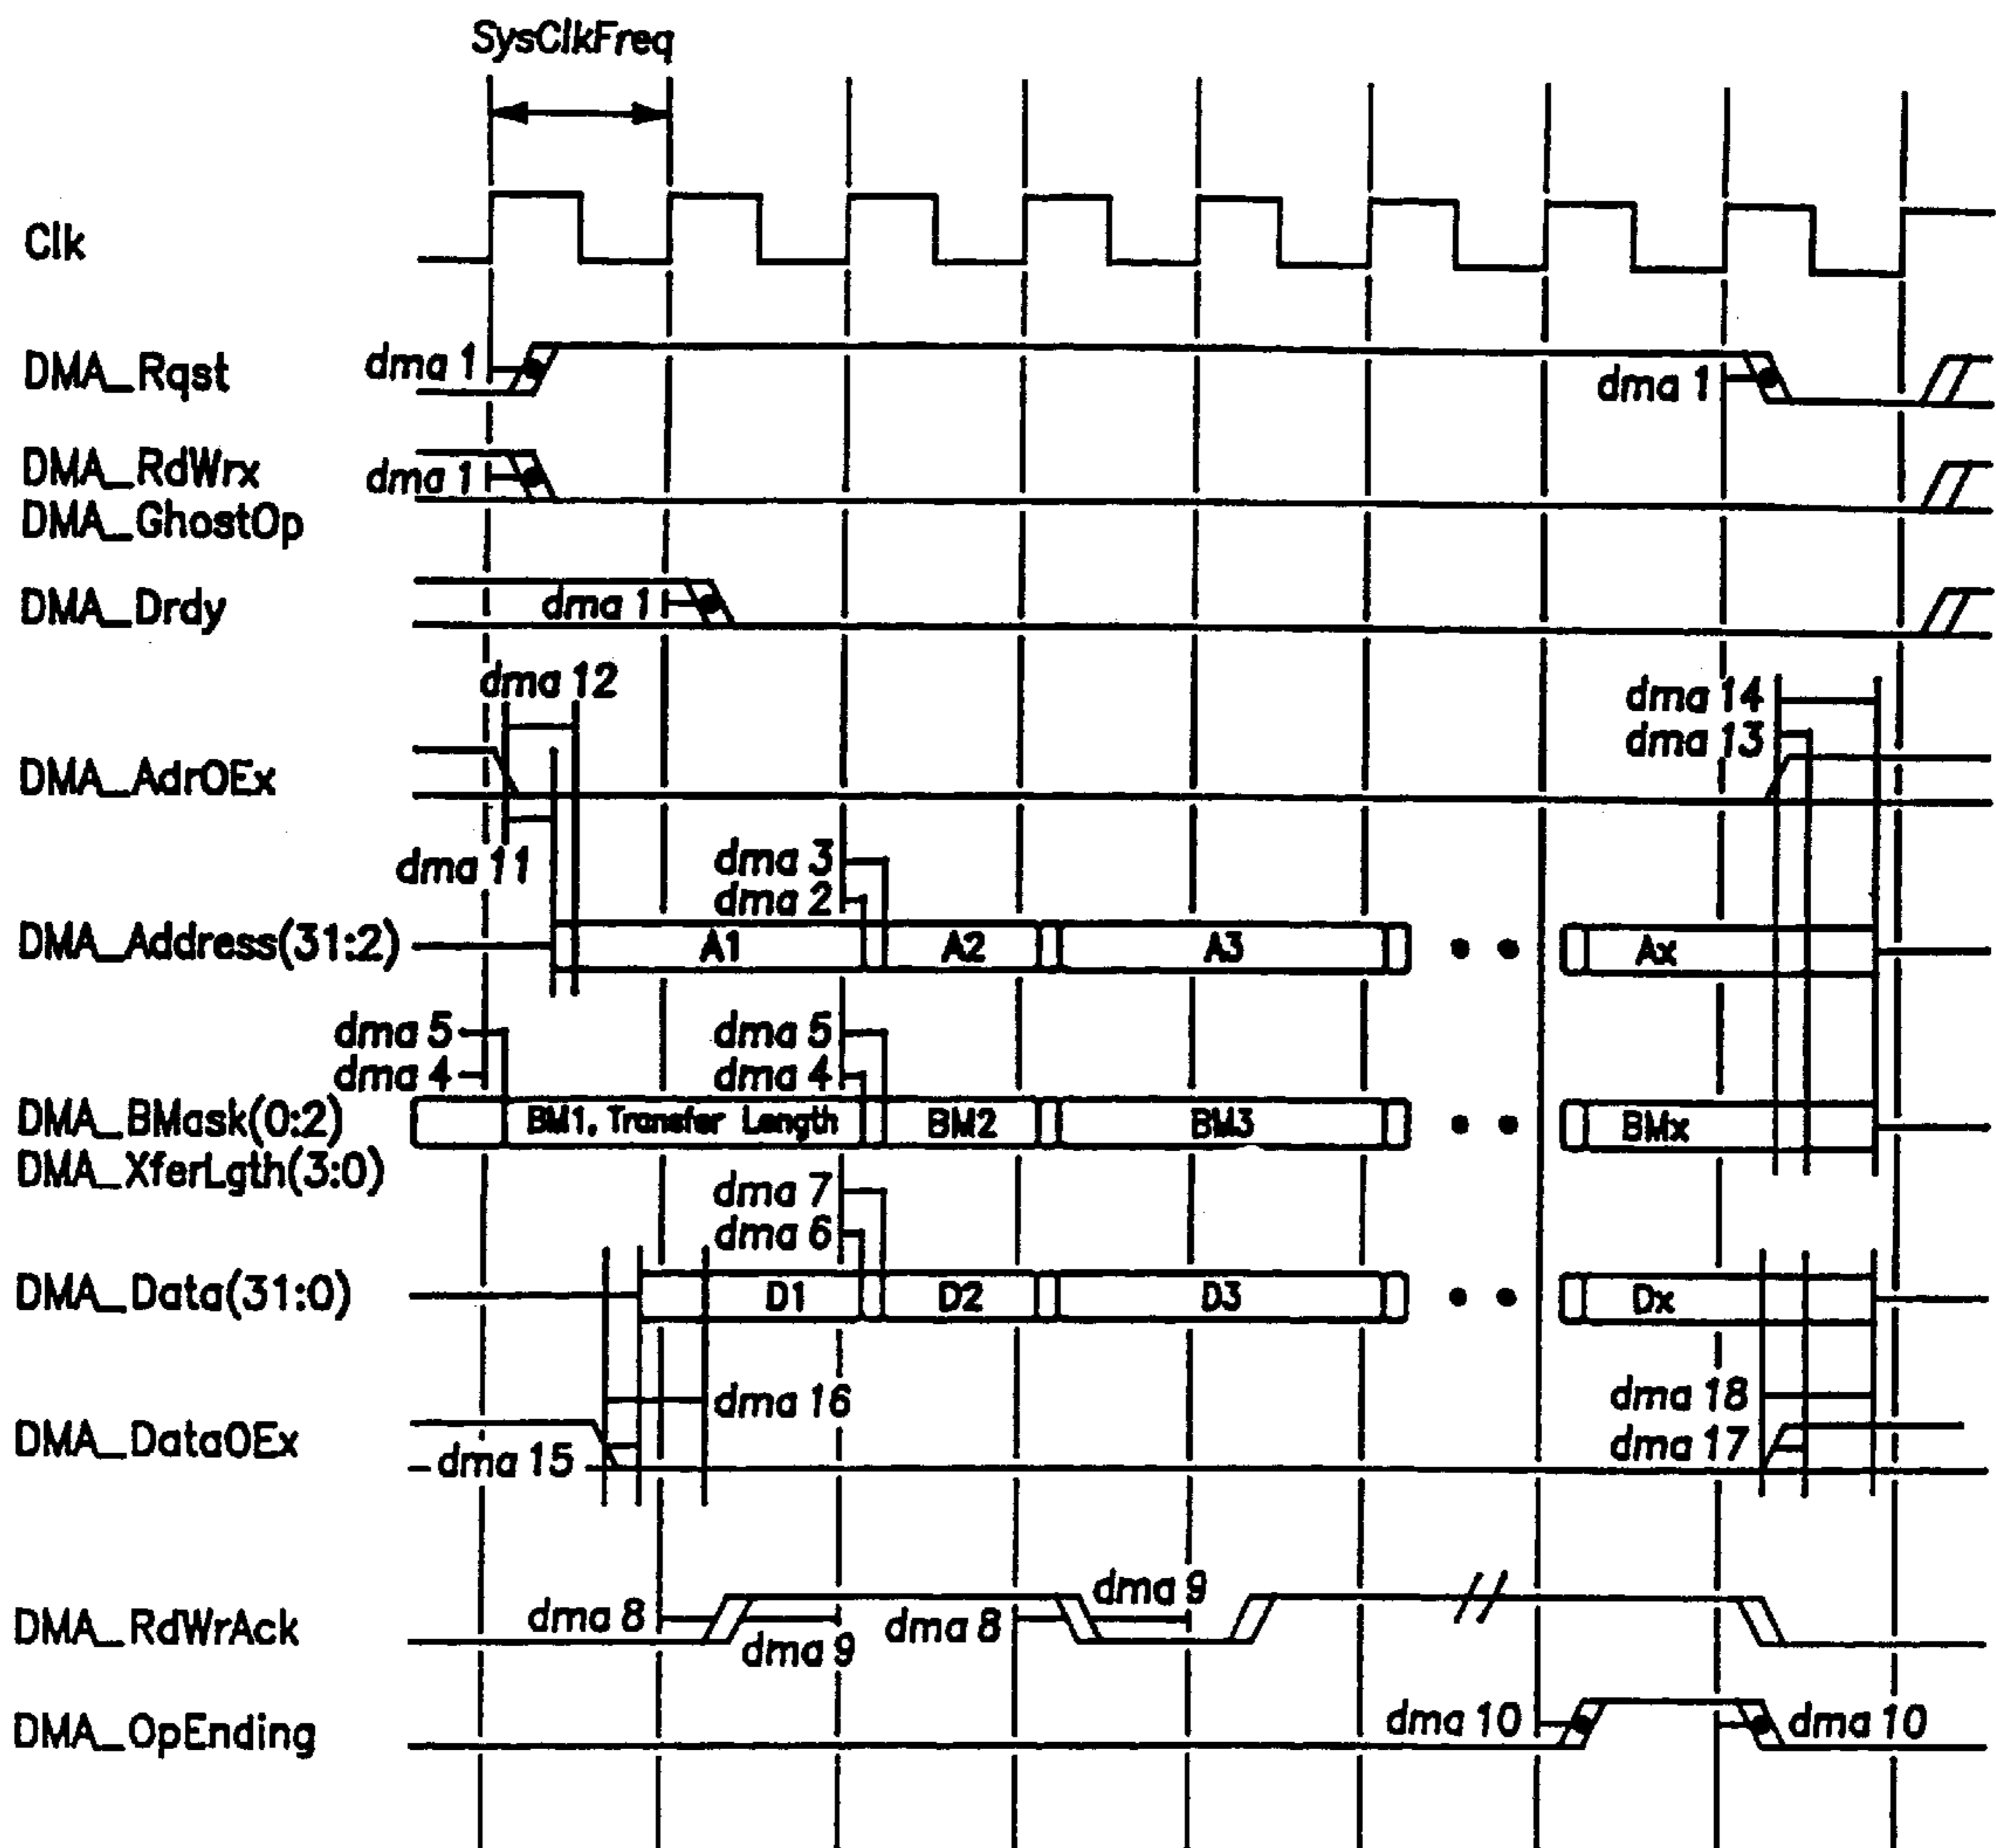 SysClkFreq
Clk
DMA_Rqst
dma 1
dma 1
DMA_RdWrx
dma 1
DMA_GhostOp
DMA_Drdy
dma 1
dma 12
dma 14
dma 13
DMA_AdrOEx
dma 11
dma 3
dma 2
DMA_Address(31:2)
A1
A2
A3
Ax
dma 5
dma 5
dma 4
dma 4
DMA_BMask(0:2)
BM1, Transfer Length
BM2
BM3
BMx
DMA_XferLgth(3:0)
dma 7
dma 6
DMA_Data(31:0)
D1
D2
D3
Dx
dma 16
dma 18
DMA_DataOEx
dma 15
dma 17
dma 9
DMA_RdWrAck
dma 8
dma 9
dma 8
DMA_OpEnding
dma 10
dma 10